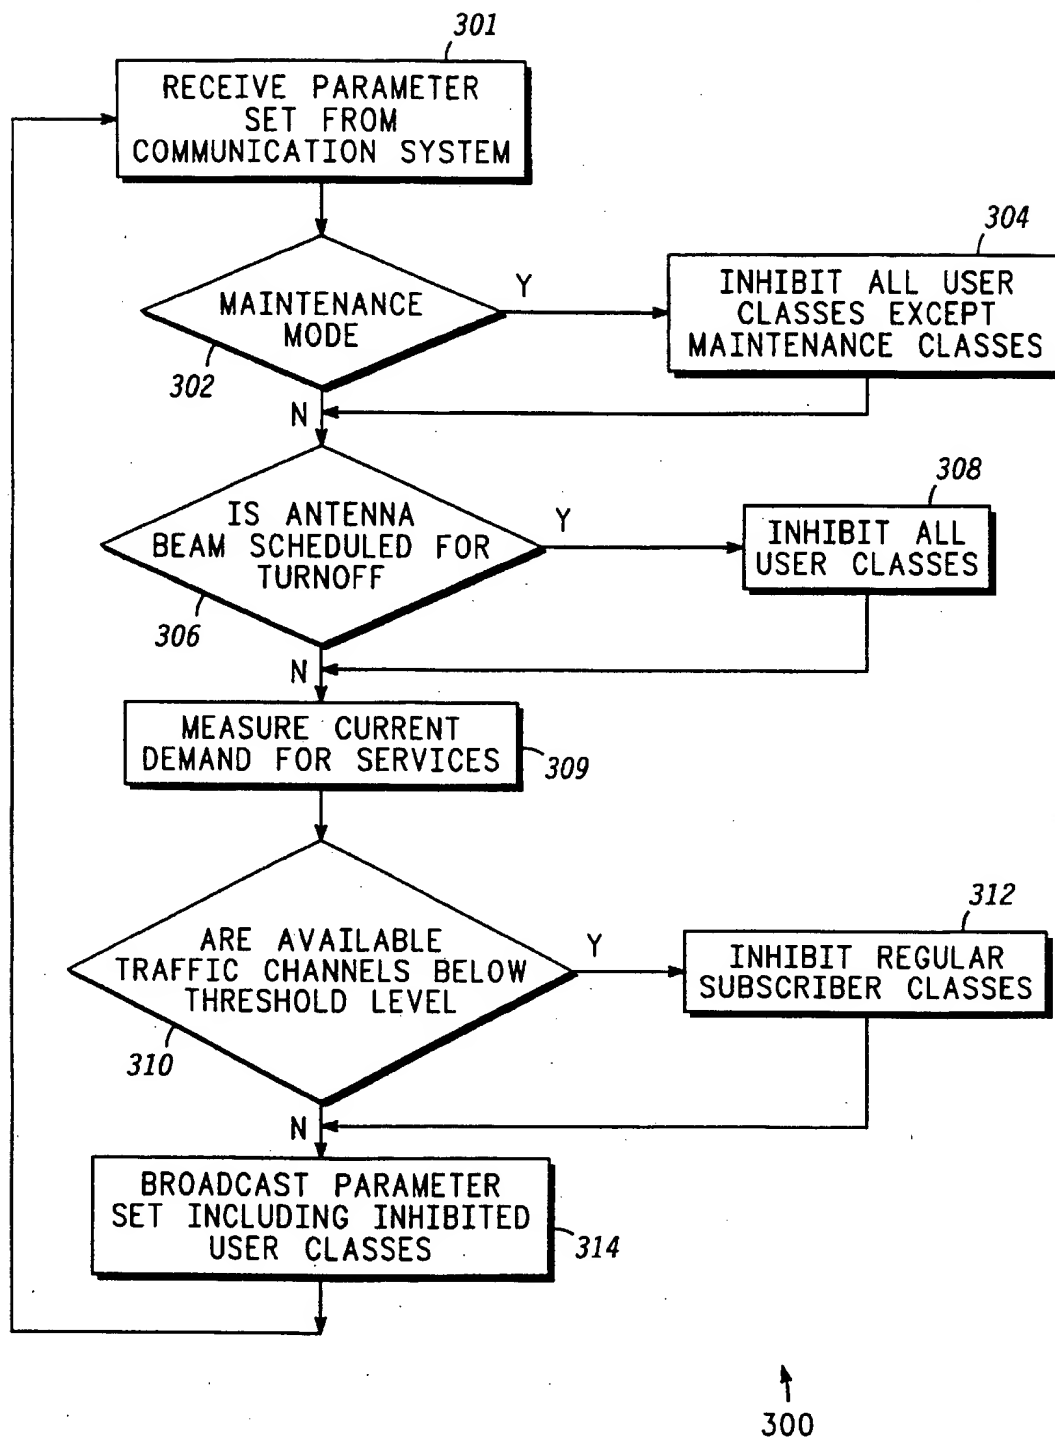 301
RECEIVE PARAMETER
SET FROM
COMMUNICATION SYSTEM
304
MAINTENANCE
MODE
Y
INHIBIT ALL USER
CLASSES EXCEPT
MAINTENANCE CLASSES
302
N
308
IS ANTENNA
BEAM SCHEDULED FOR
TURNOFF
Y
INHIBIT ALL
USER CLASSES
306
N
MEASURE CURRENT
DEMAND FOR SERVICES
309
312
ARE AVAILABLE
TRAFFIC CHANNELS BELOW
THRESHOLD LEVEL
Y
INHIBIT REGULAR
SUBSCRIBER CLASSES
310
N
BROADCAST PARAMETER
SET INCLUDING INHIBITED
USER CLASSES
314
300